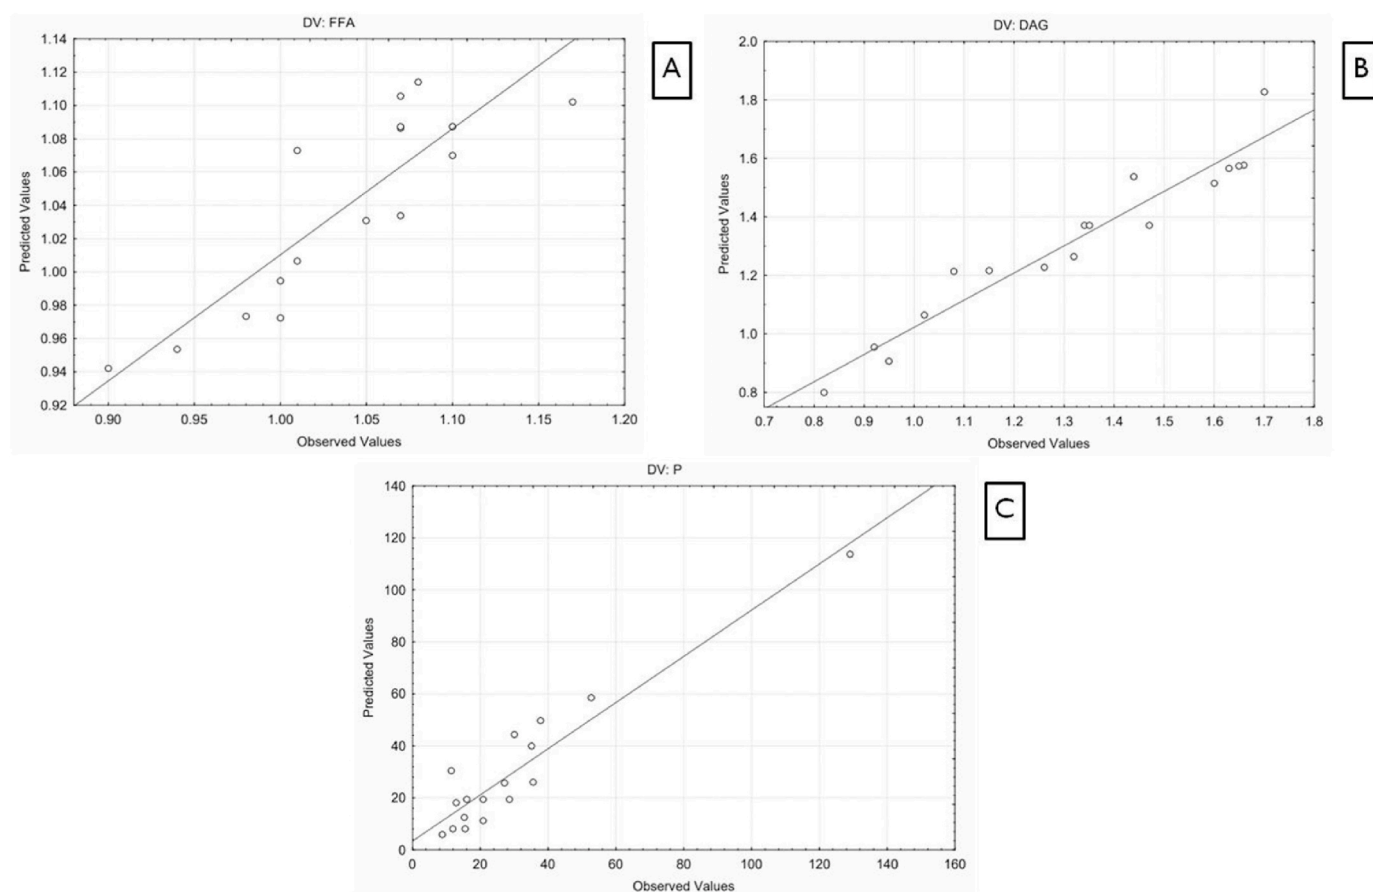 DV: FFA
A
Predicted Values
1.14
1.12
1.10
1.08
1.06
1.04
1.02
1.00
0.98
0.96
0.94
0.92
0.90 0.95 1.00 1.05 1.10 1.15 1.20
Observed Values
DV: DAG
B
Predicted Values
2.0
1.8
1.6
1.4
1.2
1.0
0.8
0.7 0.8 0.9 1.0 1.1 1.2 1.3 1.4 1.5 1.6 1.7 1.8
Observed Values
DV: P
C
Predicted Values
140
120
100
80
60
40
20
0
0 20 40 60 80 100 120 140 160
Observed Values